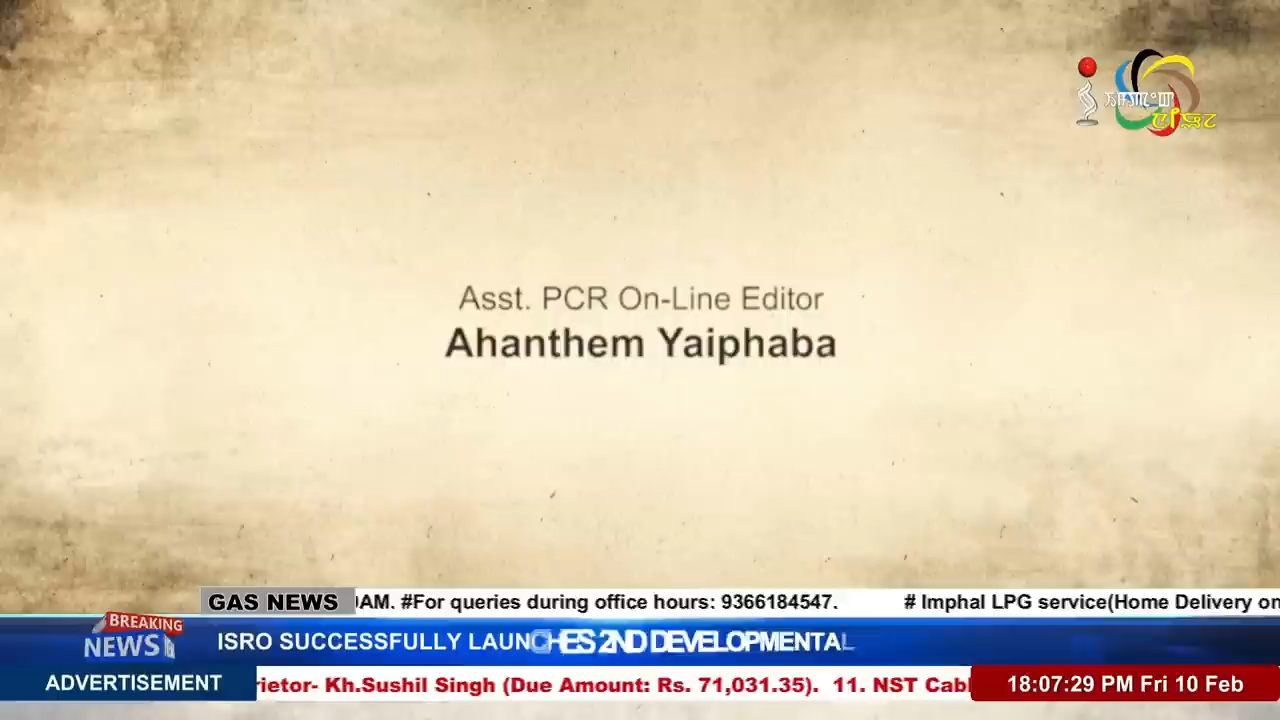 Asst. PCR On-Line Editor
Ahanthem Yaiphaba
GAS NEWS
AM. #For queries during office hours: 9366184547. # Imphal LPG service(Home Delivery on
BREAKING
NEWS
ISRO SUCCESSFULLY LAUNCHES 2ND DEVELOPMENTAL
ADVERTISEMENT
rietor- Kh.Sushil Singh (Due Amount: Rs. 71,031.35). 11. NST Cabl
18:07:29 PM Fri 10 Feb